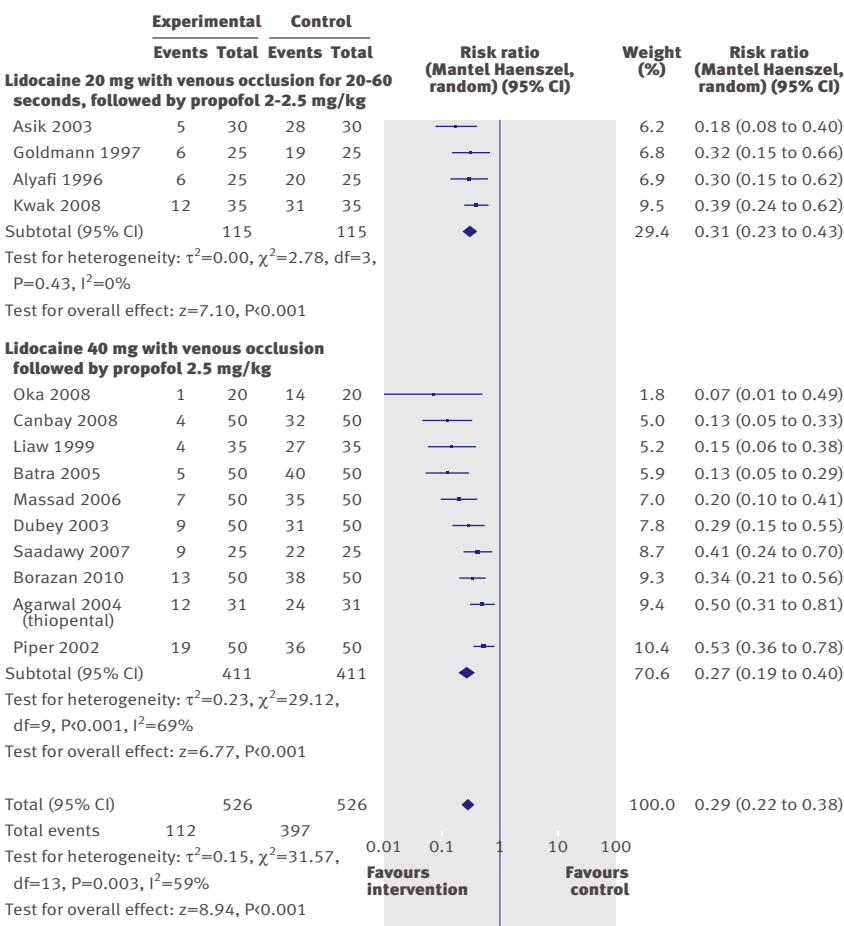 Experimental Control
Events Total Events Total Risk ratio (Mantel Haenszel, random) (95% CI) Weight (%) Risk ratio (Mantel Haenszel, random) (95% CI)
Lidocaine 20 mg with venous occlusion for 20-60
seconds, followed by propofol 2-2.5 mg/kg
Asik 2003 5 30 28 30 6.2 0.18 (0.08 to 0.40)
Goldmann 1997 6 25 19 25 6.8 0.32 (0.15 to 0.66)
Alyafi 1996 6 25 20 25 6.9 0.30 (0.15 to 0.62)
Kwak 2008 12 35 31 35 9.5 0.39 (0.24 to 0.62)
Subtotal (95% CI) 115 115 29.4 0.31 (0.23 to 0.43)
Test for heterogeneity: τ²=0.00, χ²=2.78, df=3,
P=0.43, I²=0%
Test for overall effect: z=7.10, P<0.001
Lidocaine 40 mg with venous occlusion
followed by propofol 2.5 mg/kg
Oka 2008 1 20 14 20 1.8 0.07 (0.01 to 0.49)
Canbay 2008 4 50 32 50 5.0 0.13 (0.05 to 0.33)
Liaw 1999 4 35 27 35 5.2 0.15 (0.06 to 0.38)
Batra 2005 5 50 40 50 5.9 0.13 (0.05 to 0.29)
Massad 2006 7 50 35 50 7.0 0.20 (0.10 to 0.41)
Dubey 2003 9 50 31 50 7.8 0.29 (0.15 to 0.55)
Saadawy 2007 9 25 22 25 8.7 0.41 (0.24 to 0.70)
Borazan 2010 13 50 38 50 9.3 0.34 (0.21 to 0.56)
Agarwal 2004 12 31 24 31 9.4 0.50 (0.31 to 0.81)
(thiopental)
Piper 2002 19 50 36 50 10.4 0.53 (0.36 to 0.78)
Subtotal (95% CI) 411 411 70.6 0.27 (0.19 to 0.40)
Test for heterogeneity: τ²=0.23, χ²=29.12,
df=9, P<0.001, I²=69%
Test for overall effect: z=6.77, P<0.001
Total (95% CI) 526 526 100.0 0.29 (0.22 to 0.38)
Total events 112 397
Test for heterogeneity: τ²=0.15, χ²=31.57,
df=13, P=0.003, I²=59%
Test for overall effect: z=8.94, P<0.001
0.01 0.1 1 10 100
Favours
intervention
Favours
control